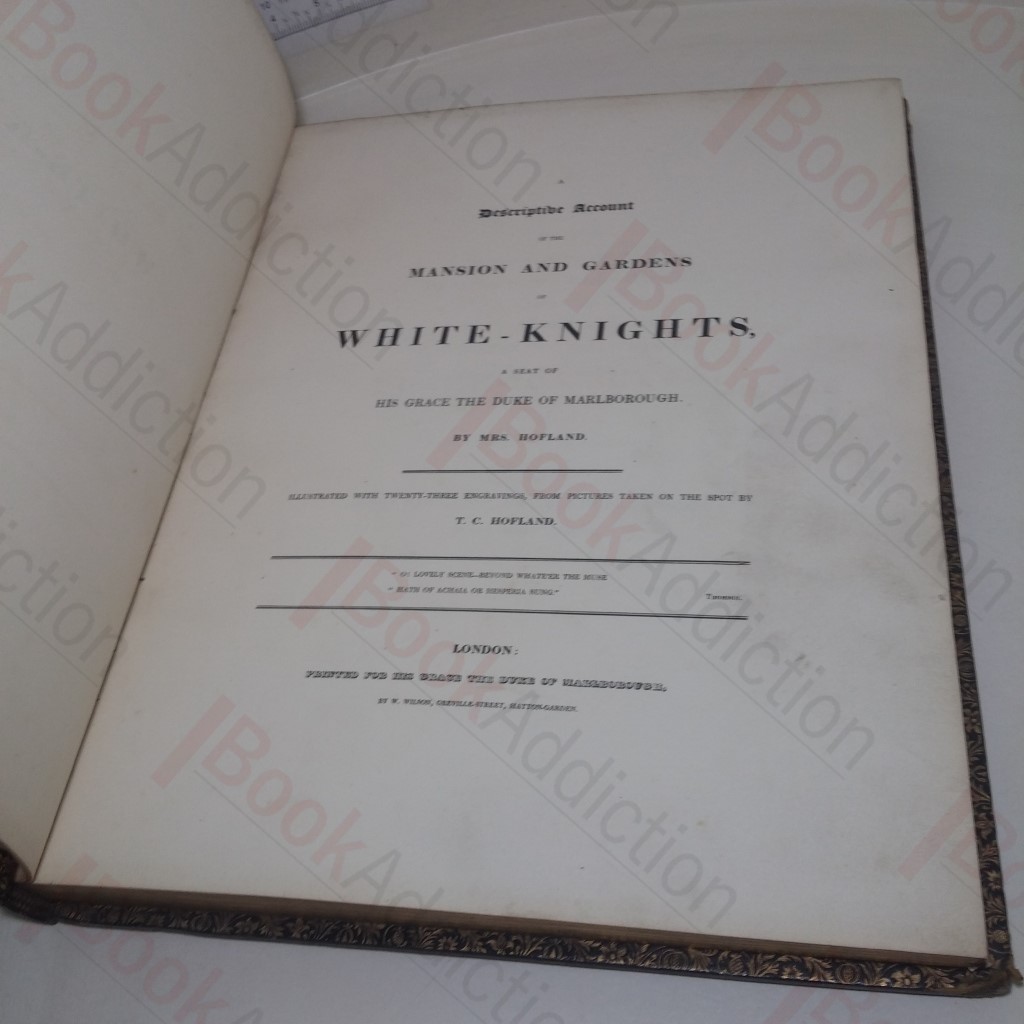 A
Descriptive Account
OF THE
MANSION AND GARDENS
OF
WHITE-KNIGHTS,
A SEAT OF
HIS GRACE THE DUKE OF MARLBOROUGH.
BY MRS. HOFLAND.
ILLUSTRATED WITH TWENTY-THREE ENGRAVINGS, FROM PICTURES TAKEN ON THE SPOT BY
T. C. HOFLAND.
"O! LOVELY SCENE—BEYOND WHATE'ER THE MUSE
"HATH OF ACHAIA OR HESPERIA SUNG."
THOMSON.
LONDON:
PRINTED FOR HIS GRACE THE DUKE OF MARLBOROUGH,
BY W. WILSON, GREVILLE-STREET, HATTON-GARDEN.
BookAddiction